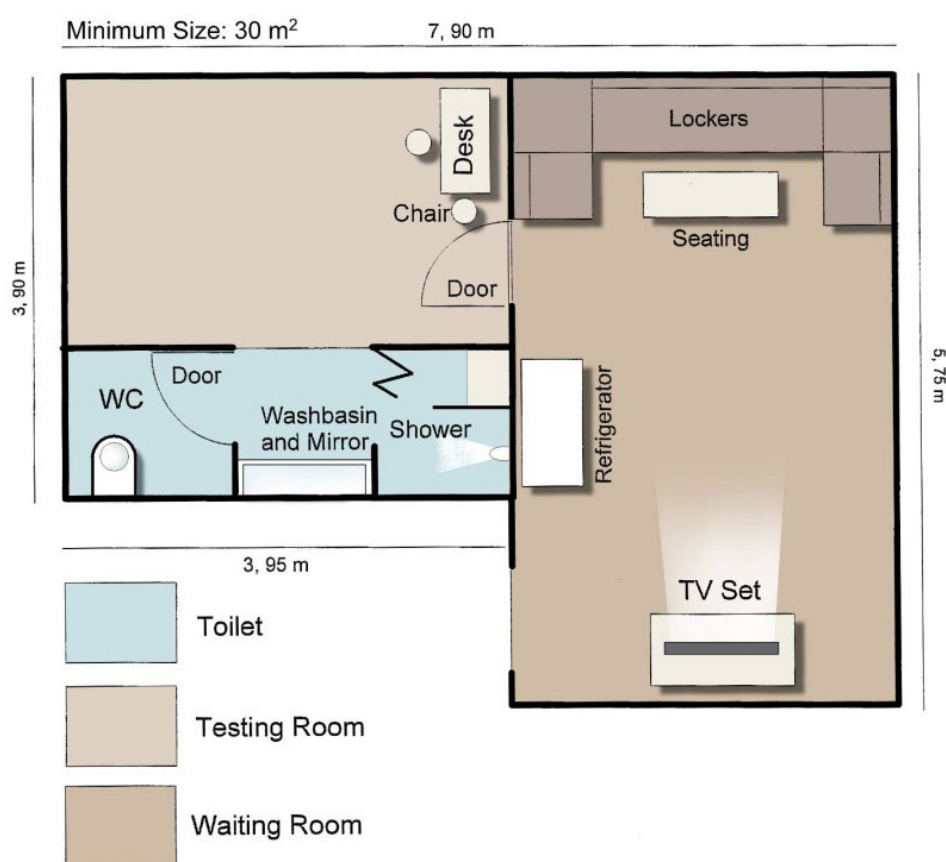 Minimum Size: 30 m²
7, 90 m
Lockers
Desk
Chair
Seating
Door
3, 90 m
5, 75 m
Door
WC
Washbasin
and Mirror
Shower
Refrigerator
3, 95 m
TV Set
Toilet
Testing Room
Waiting Room